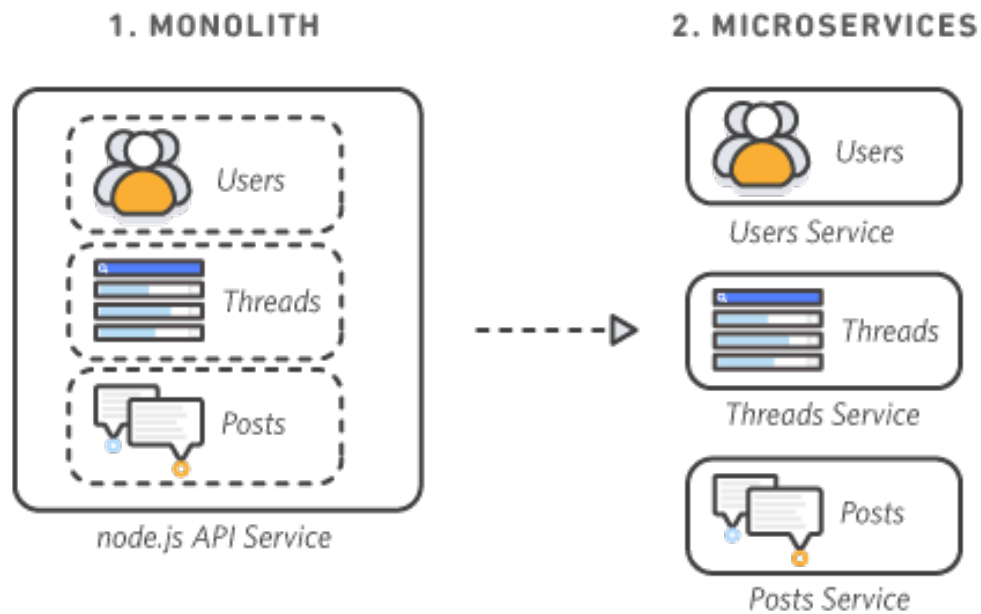 1. MONOLITH
Users
Threads
Posts
node.js API Service
2. MICROSERVICES
Users
Users Service
Threads
Threads Service
Posts
Posts Service